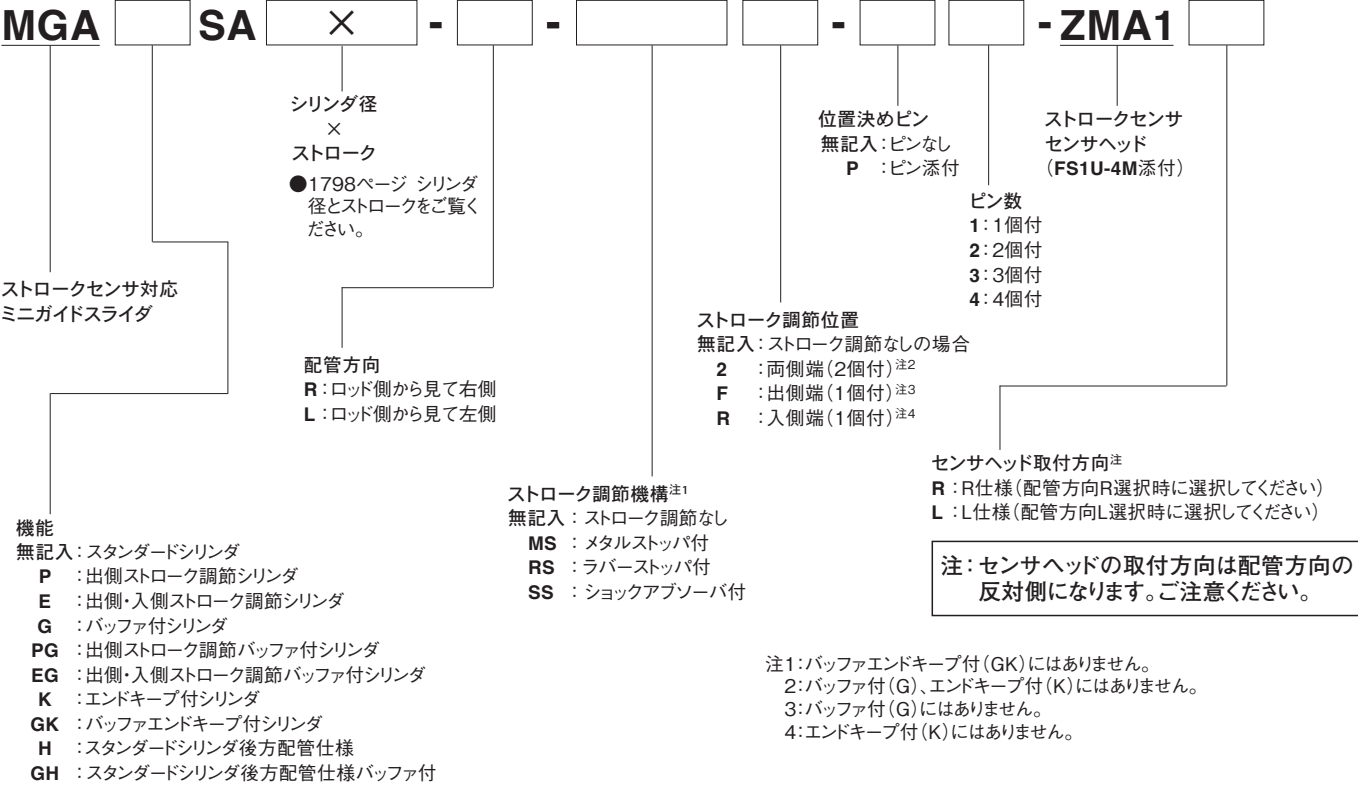 MGA SA × - - - - ZMA1
シリンダ径
×
ストローク
●1798ページ シリンダ
径とストロークをご覧く
ださい。
位置決めピン
無記入：ピンなし
P ：ピン添付
ストロークセンサ
センサヘッド
（FS1U-4M添付）
ピン数
1：1個付
2：2個付
3：3個付
4：4個付
ストロークセンサ対応
ミニガイドスライダ
配管方向
R：ロッド側から見て右側
L：ロッド側から見て左側
ストローク調節位置
無記入：ストローク調節なしの場合
2 ：両側端（2個付）注2
F ：出側端（1個付）注3
R ：入側端（1個付）注4
センサヘッド取付方向注
R：R仕様（配管方向R選択時に選択してください）
L：L仕様（配管方向L選択時に選択してください）
注：センサヘッドの取付方向は配管方向の
反対側になります。ご注意ください。
ストローク調節機構注1
無記入：ストローク調節なし
MS ：メタルストッパ付
RS ：ラバーストッパ付
SS ：ショックアブソーバ付
機能
無記入：スタンダードシリンダ
P ：出側ストローク調節シリンダ
E ：出側・入側ストローク調節シリンダ
G ：バッファ付シリンダ
PG ：出側ストローク調節バッファ付シリンダ
EG ：出側・入側ストローク調節バッファ付シリンダ
K ：エンドキープ付シリンダ
GK ：バッファエンドキープ付シリンダ
H ：スタンダードシリンダ後方配管仕様
GH ：スタンダードシリンダ後方配管仕様バッファ付
注1：バッファエンドキープ付（GK）にはありません。
2：バッファ付（G）、エンドキープ付（K）にはありません。
3：バッファ付（G）にはありません。
4：エンドキープ付（K）にはありません。